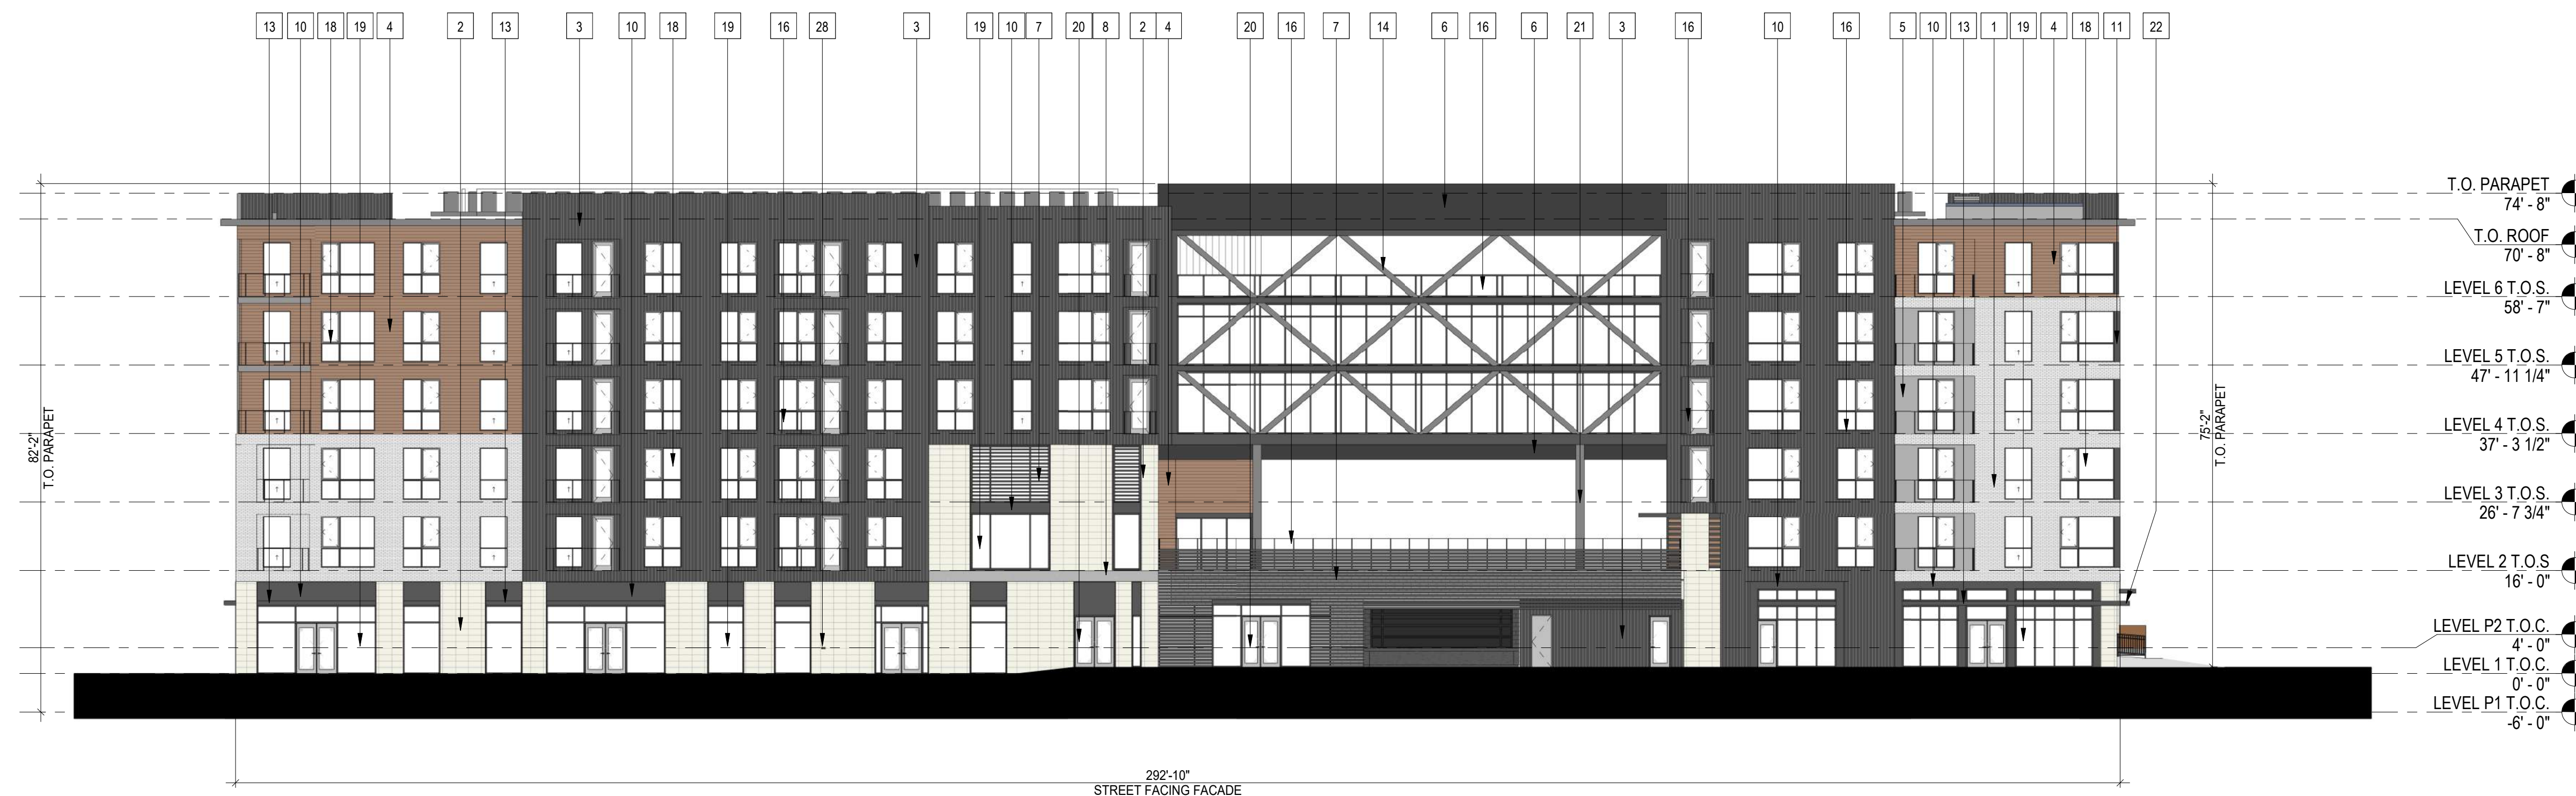 13 10 18 19 4 2 13 3 10 18 19 16 28 3 19 10 7 20 8 2 4 20 16 7 14 6 16 6 21 3 16 10 16 5 10 13 1 19 4 18 11 22
T.O. PARAPET
74' - 8"
T.O. ROOF
70' - 8"
LEVEL 6 T.O.S.
58' - 7"
LEVEL 5 T.O.S.
47' - 11 1/4"
LEVEL 4 T.O.S.
37' - 3 1/2"
LEVEL 3 T.O.S.
26' - 7 3/4"
LEVEL 2 T.O.S
16' - 0"
LEVEL P2 T.O.C.
4' - 0"
LEVEL 1 T.O.C.
0' - 0"
LEVEL P1 T.O.C.
-6' - 0"
82'-2"
T.O. PARAPET
75'-2"
T.O. PARAPET
292'-10"
STREET FACING FACADE